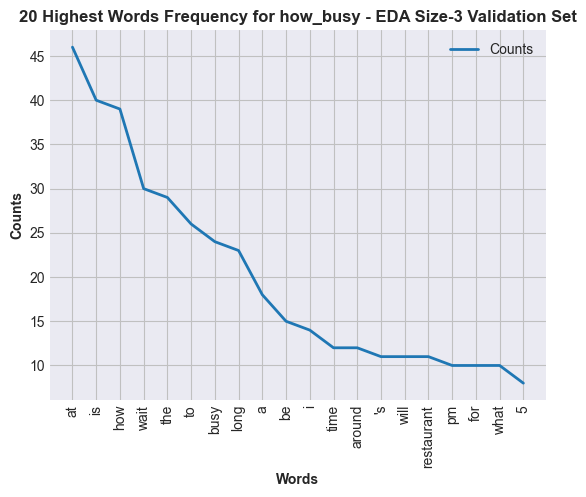 20 Highest Words Frequency for how_busy - EDA Size-3 Validation Set
Counts
45
40
35
30
25
20
15
10
Counts
at
is
how
wait
the
to
busy
long
a
be
i
time
around
's
will
restaurant
pm
for
what
5
Words